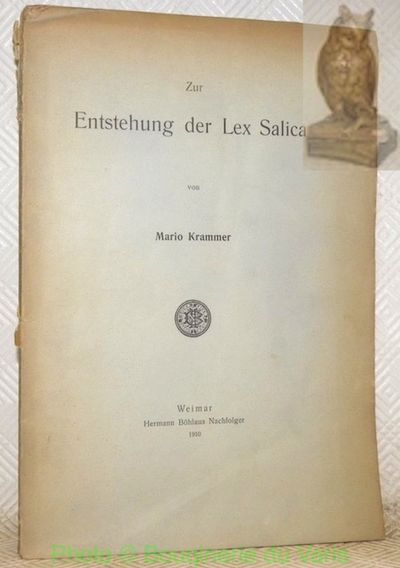 Zur
Entstehung der Lex Salica
von
Mario Krammer
Weimar
Hermann Böhlaus Nachfolger
1910
Photo © Bouquinerie du Varis